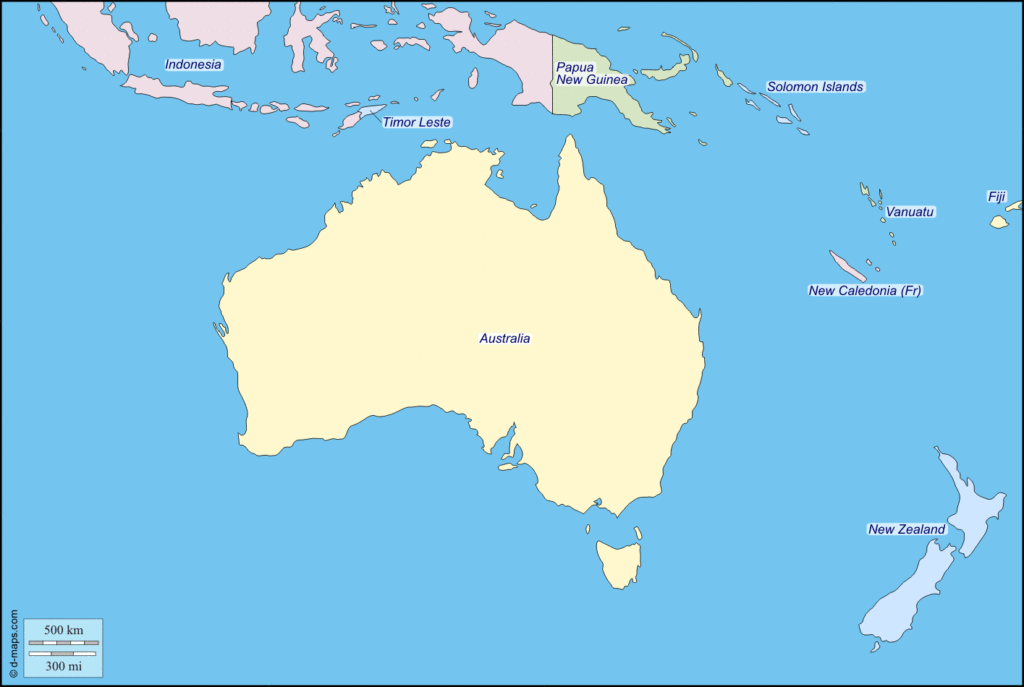 Indonesia
Papua
New Guinea
Solomon Islands
Timor Leste
Fiji
Vanuatu
New Caledonia (Fr)
Australia
New Zealand
500 km
300 mi
© d-maps.com